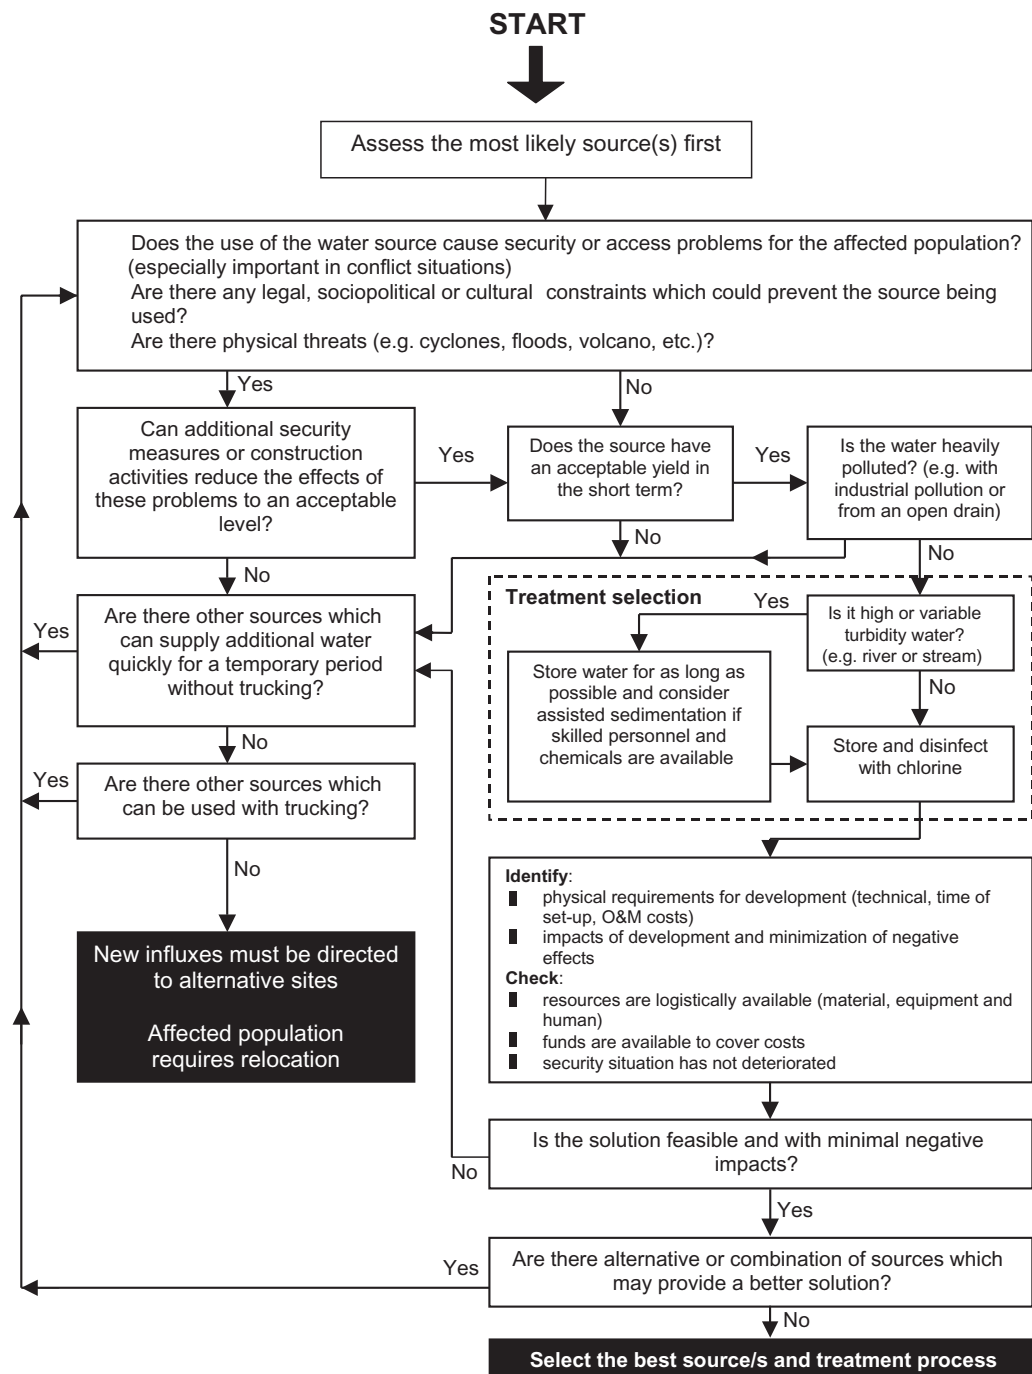 START
Assess the most likely source(s) first
Does the use of the water source cause security or access problems for the affected population?
(especially important in conflict situations)
Are there any legal, sociopolitical or cultural constraints which could prevent the source being
used?
Are there physical threats (e.g. cyclones, floods, volcano, etc.)?
Yes
No
Can additional security
measures or construction
activities reduce the effects of
these problems to an acceptable
level?
Yes
Does the source have
an acceptable yield in
the short term?
Yes
Is the water heavily
polluted? (e.g. with
industrial pollution or
from an open drain)
No
No
No
Yes
Are there other sources which
can supply additional water
quickly for a temporary period
without trucking?
Treatment selection
Yes
Is it high or variable
turbidity water?
(e.g. river or stream)
Store water for as long as
possible and consider
assisted sedimentation if
skilled personnel and
chemicals are available
No
Store and disinfect
with chlorine
No
Yes
Are there other sources which
can be used with trucking?
No
New influxes must be directed
to alternative sites
Affected population
requires relocation
Identify:
physical requirements for development (technical, time of
set-up, O&M costs)
impacts of development and minimization of negative
effects
Check:
resources are logistically available (material, equipment and
human)
funds are available to cover costs
security situation has not deteriorated
Is the solution feasible and with minimal negative
impacts?
No
Yes
Are there alternative or combination of sources which
may provide a better solution?
Yes
No
Select the best source/s and treatment process